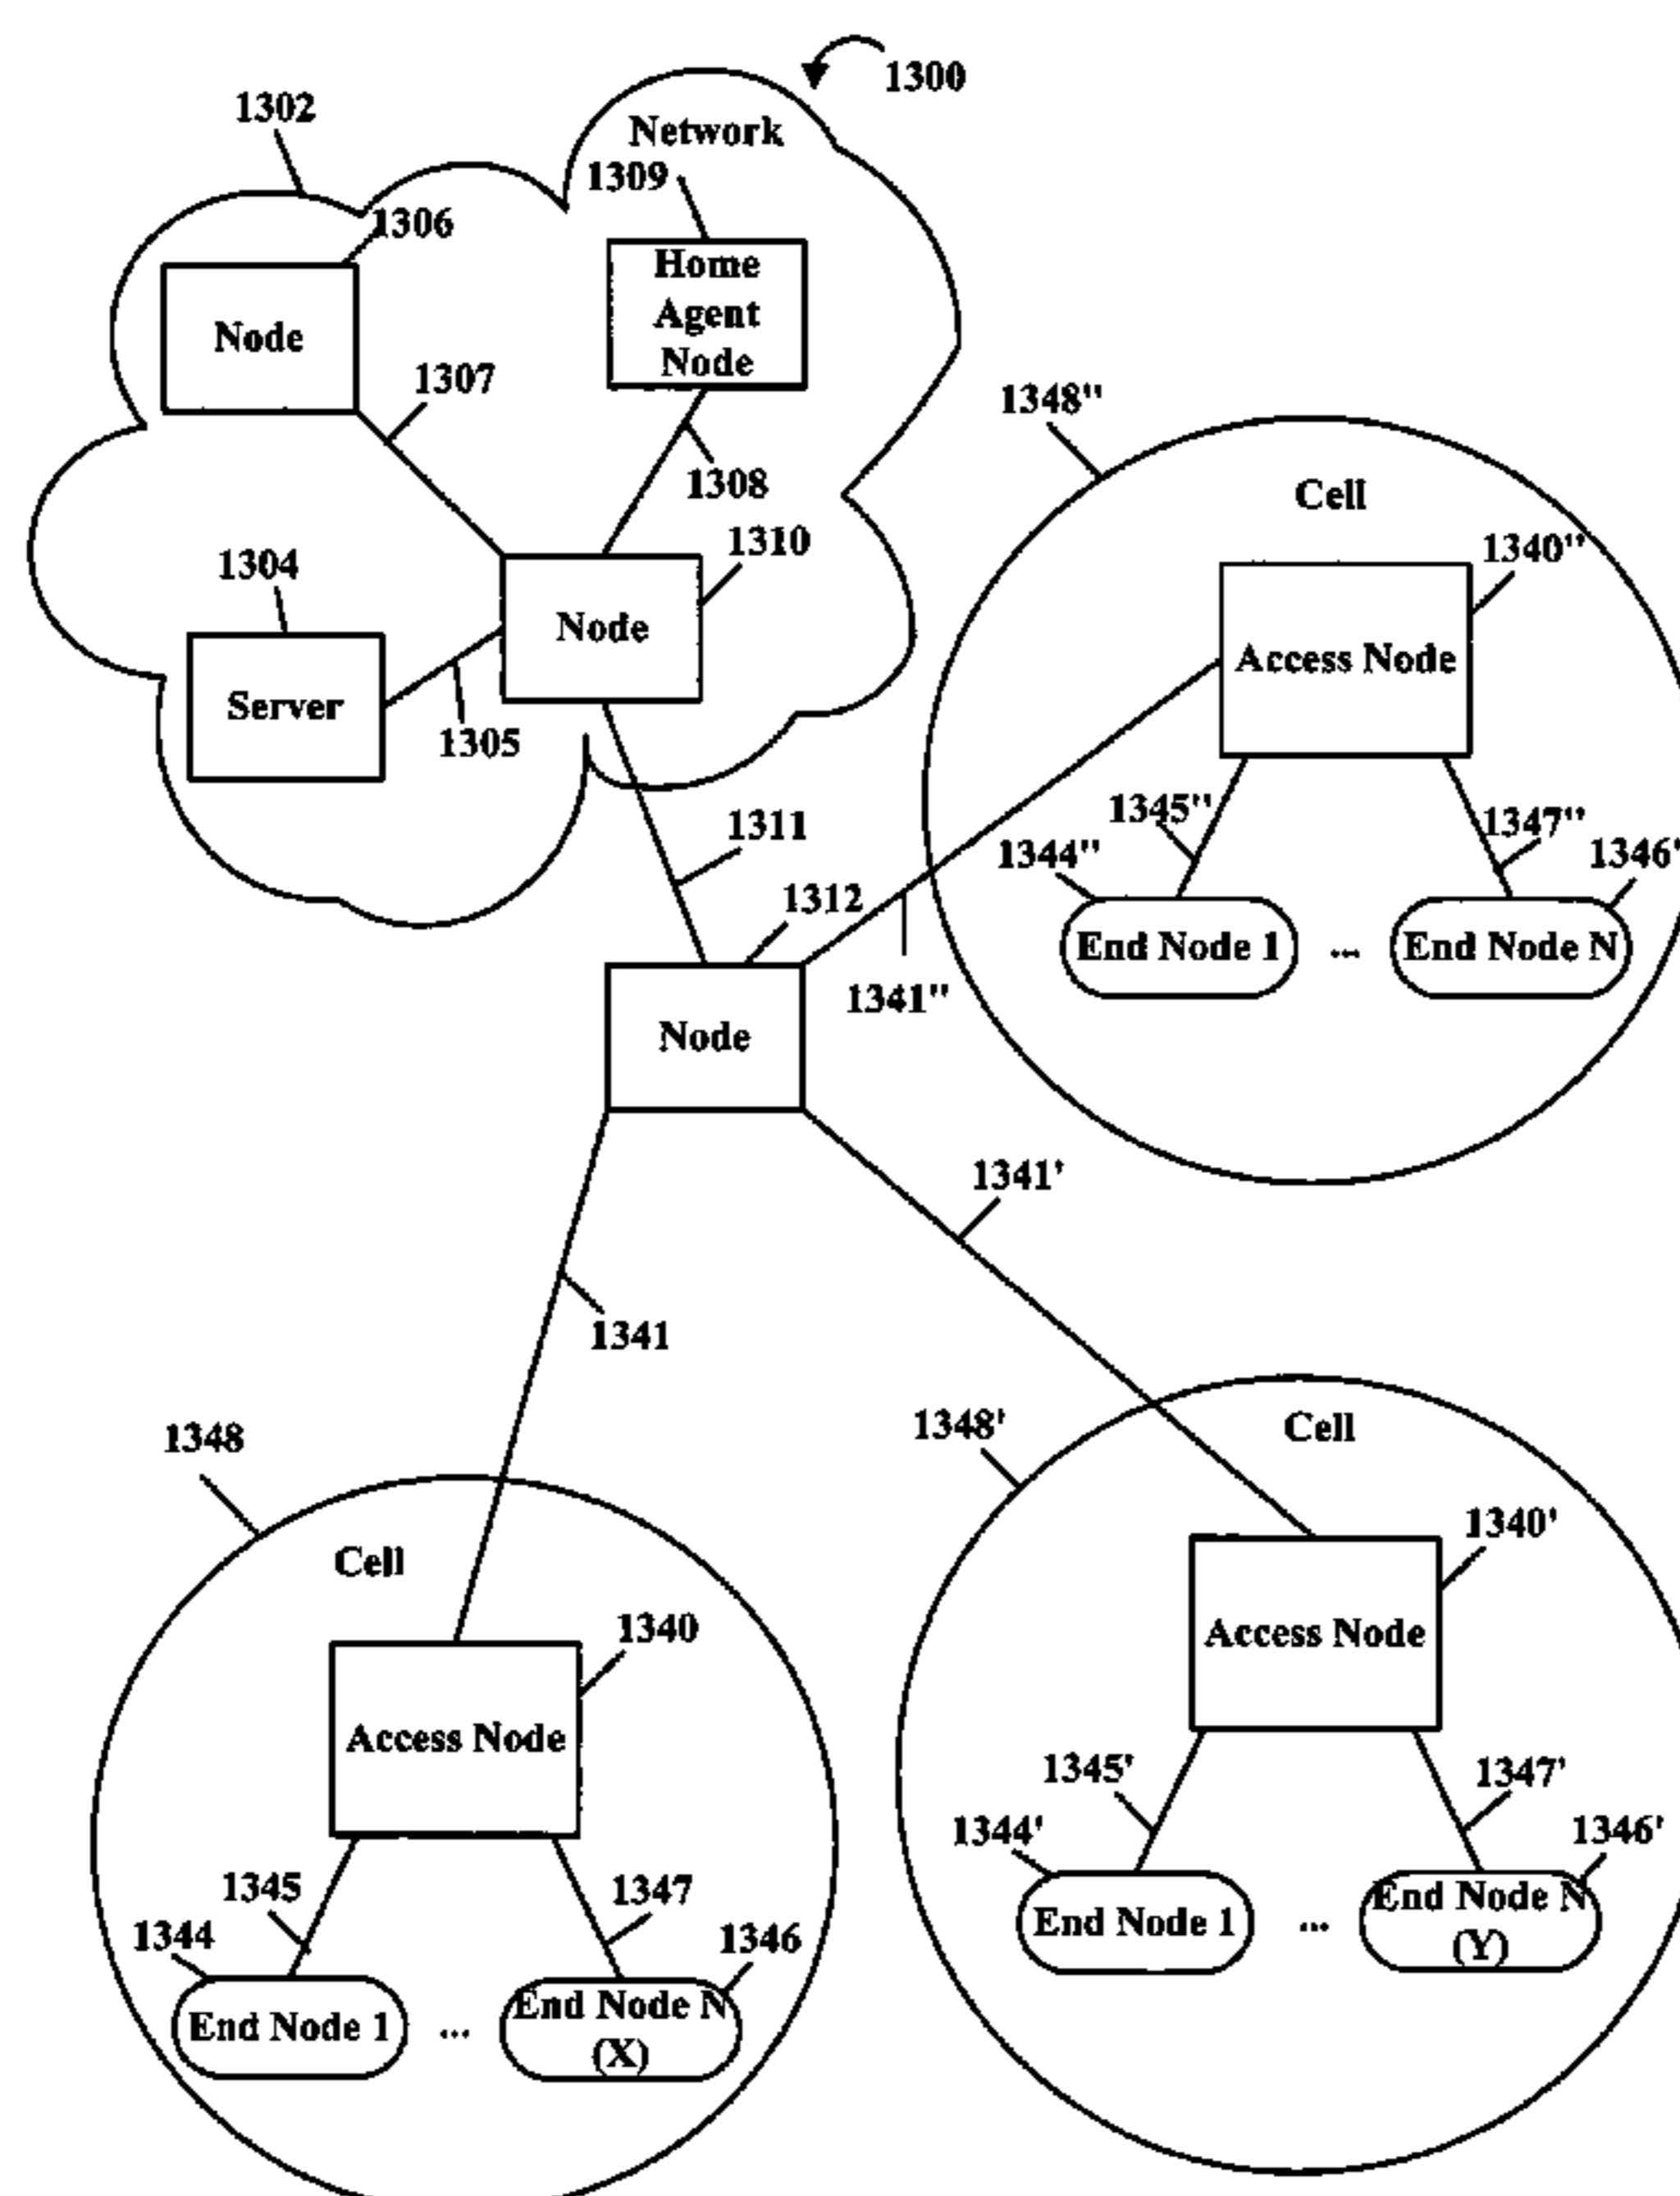 1300
1302
Network
1309
1306
Home
Agent
Node
Node
1307
1308
1348"
Cell
1310
1340"
1304
Node
Access Node
Server
1305
1311
1345"
1347"
1344"
1346'
1312
End Node 1 ... End Node N
1341"
Node
1341'
1341
1348
1348'
Cell
Cell
1340'
1340
Access Node
Access Node
1345'
1347'
1344'
1346'
1345
1347
End Node 1 ... End Node N
(Y)
1344
1346
End Node 1 ... End Node N
(X)